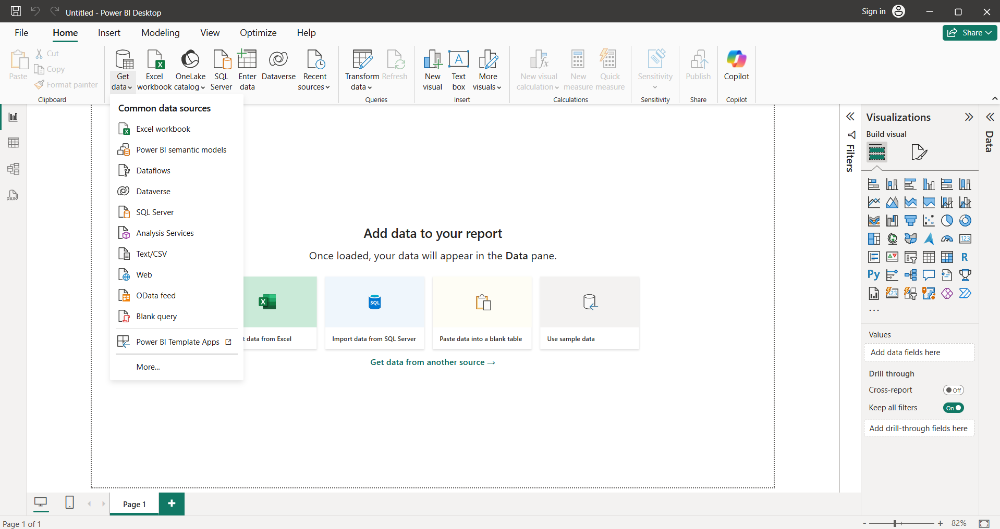 Untitled - Power BI Desktop
Sign in
File
Home
Insert
Modeling
View
Optimize
Help
Share
Paste
Cut
Copy
Format painter
Clipboard
Get data
Excel workbook
OneLake catalog
SQL Server
Enter data
Dataverse
Recent sources
Transform data
Refresh
Queries
New visual
Text box
More visuals
Insert
New visual calculation
New measure
Quick measure
Calculations
Sensitivity
Sensitivity
Publish
Share
Copilot
Copilot
Common data sources
Excel workbook
Power BI semantic models
Dataflows
Dataverse
SQL Server
Analysis Services
Text/CSV
Web
OData feed
Blank query
Power BI Template Apps
More...
Add data to your report
Once loaded, your data will appear in the Data pane.
SQL
t data from Excel
Import data from SQL Server
Paste data into a blank table
Use sample data
Get data from another source →
Filters
Visualizations
Build visual
123
R
Py
123
...
Values
Add data fields here
Drill through
Cross-report
Off
Keep all filters
On
Add drill-through fields here
Data
DAX
Page 1
+
Page 1 of 1
- +
82%